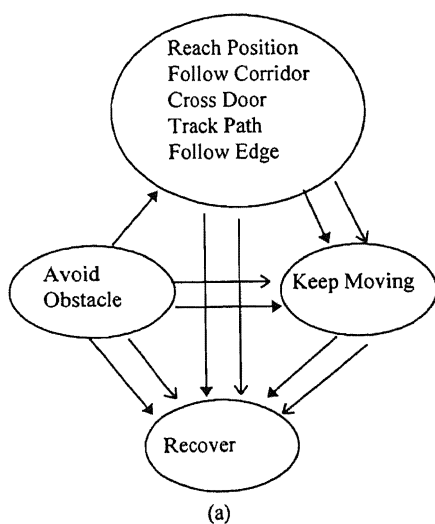 Reach Position
Follow Corridor
Cross Door
Track Path
Follow Edge
Avoid
Obstacle
Keep Moving
Recover
(a)